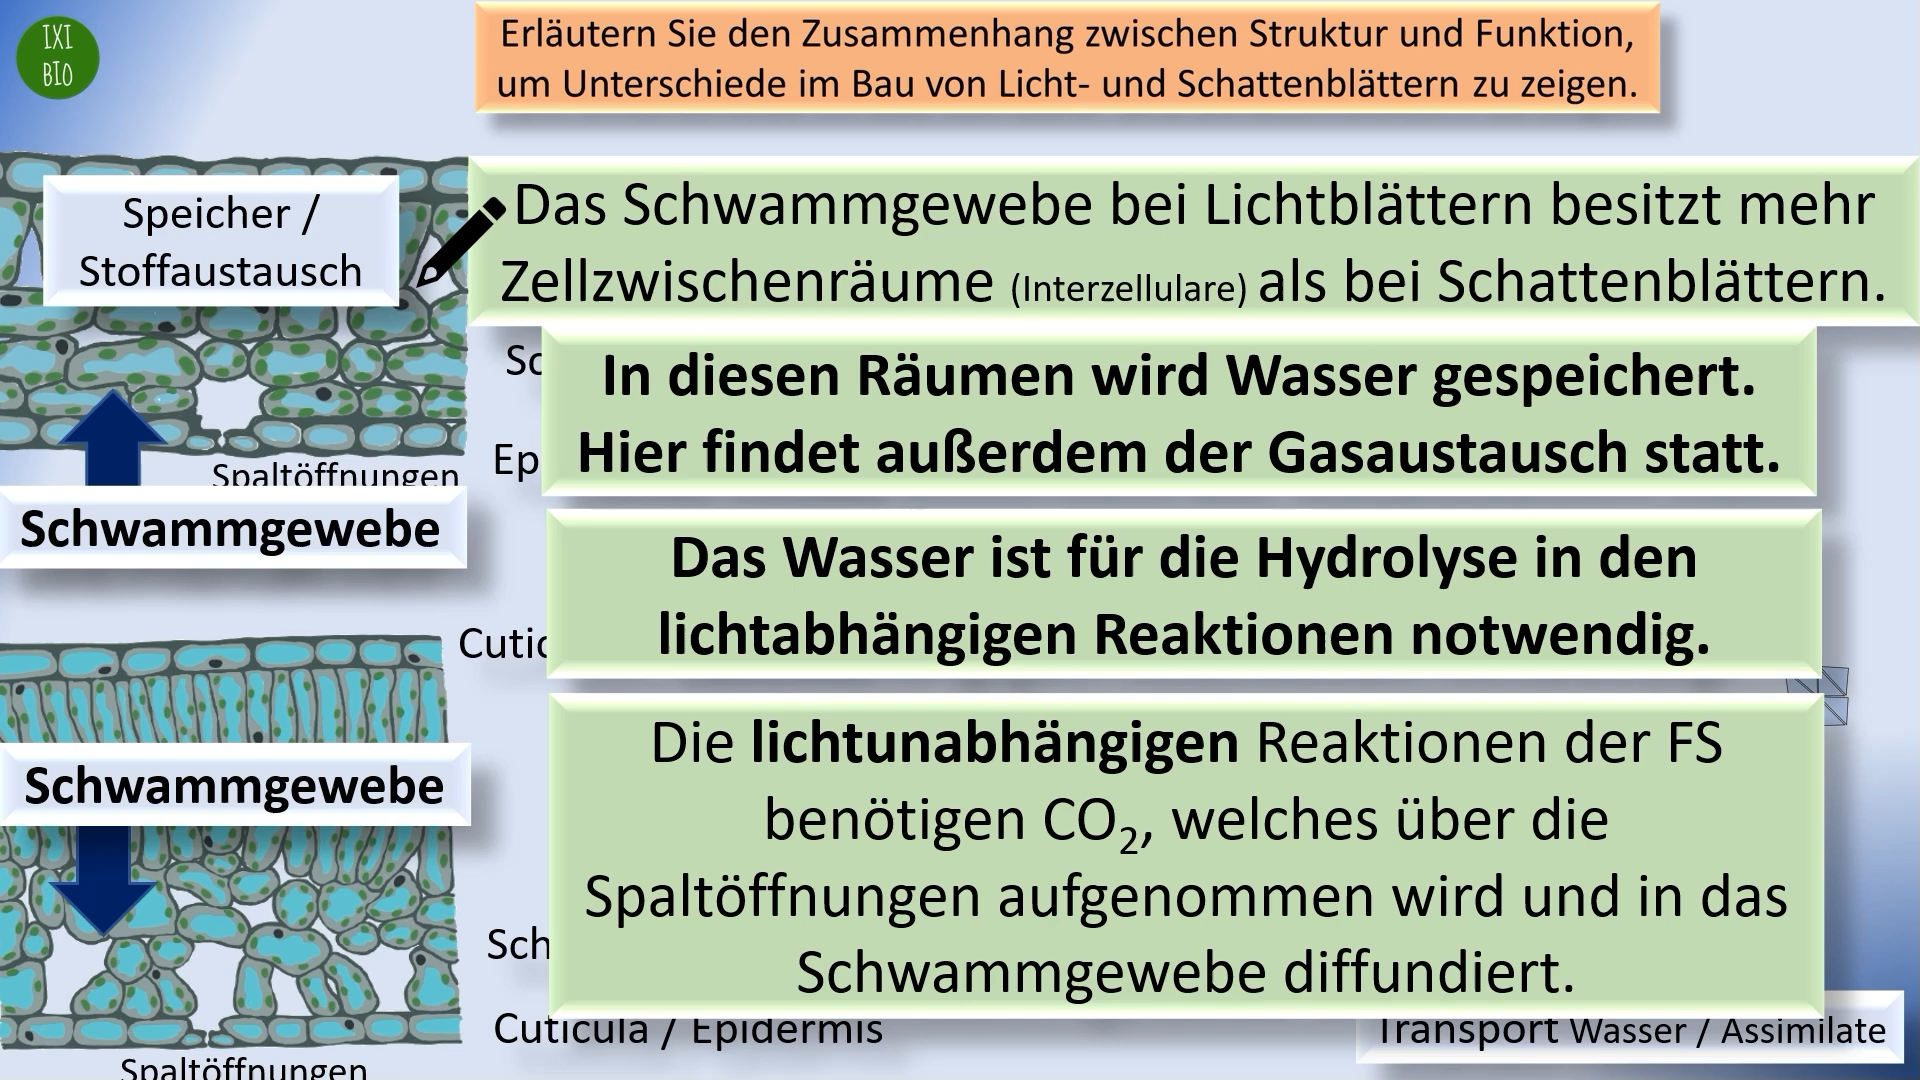 IXI
BIO
Erläutern Sie den Zusammenhang zwischen Struktur und Funktion,
um Unterschiede im Bau von Licht- und Schattenblättern zu zeigen.
Speicher /
Stoffaustausch
Das Schwammgewebe bei Lichtblättern besitzt mehr
Zellzwischenräume (Interzellulare) als bei Schattenblättern.
In diesen Räumen wird Wasser gespeichert.
Hier findet außerdem der Gasaustausch statt.
Spaltöffnungen
Schwammgewebe
Das Wasser ist für die Hydrolyse in den
lichtabhängigen Reaktionen notwendig.
Schwammgewebe
Die lichtunabhängigen Reaktionen der FS
benötigen CO₂, welches über die
Spaltöffnungen aufgenommen wird und in das
Schwammgewebe diffundiert.
Cuticula / Epidermis
Transport Wasser / Assimilate
Spaltöffnungen